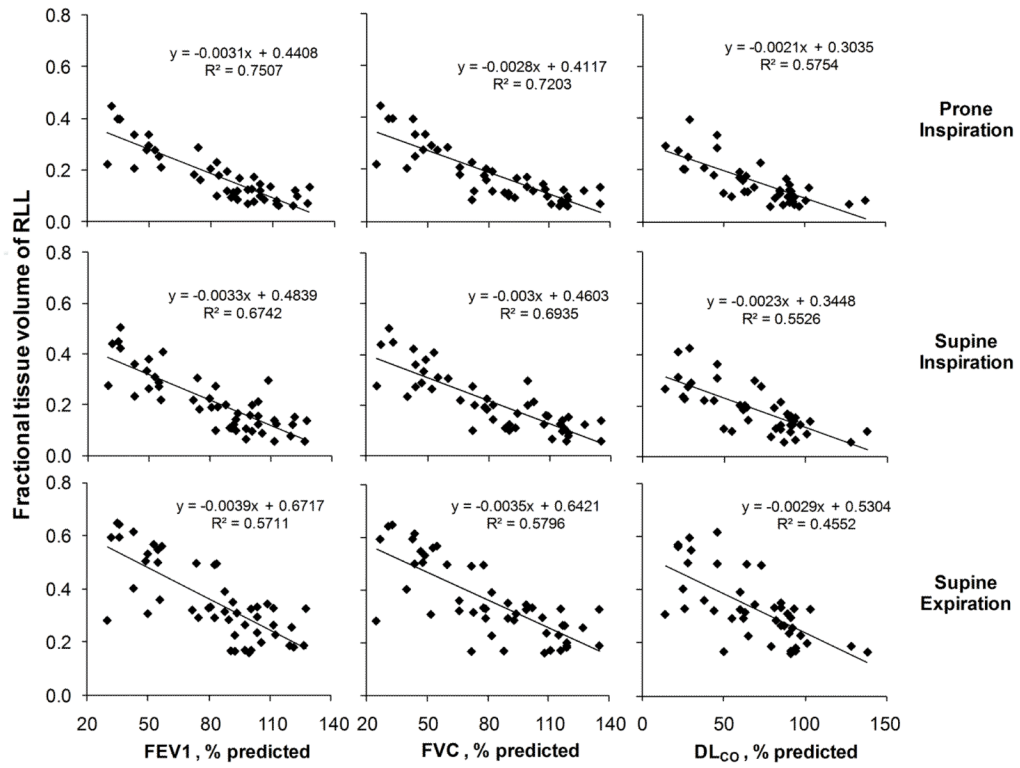 0.8
0.6
0.4
0.2
0.0
y = -0.0031x + 0.4408
R² = 0.7507
y = -0.0028x + 0.4117
R² = 0.7203
y = -0.0021x + 0.3035
R² = 0.5754
Prone
Inspiration
Fractional tissue volume of RLL
0.8
0.6
0.4
0.2
0.0
y = -0.0033x + 0.4839
R² = 0.6742
y = -0.003x + 0.4603
R² = 0.6935
y = -0.0023x + 0.3448
R² = 0.5526
Supine
Inspiration
0.8
0.6
0.4
0.2
0.0
y = -0.0039x + 0.6717
R² = 0.5711
y = -0.0035x + 0.6421
R² = 0.5796
y = -0.0029x + 0.5304
R² = 0.4552
Supine
Expiration
20 50 80 110 140
20 50 80 110 140
0 50 100 150
FEV1 , % predicted
FVC , % predicted
DLCO , % predicted